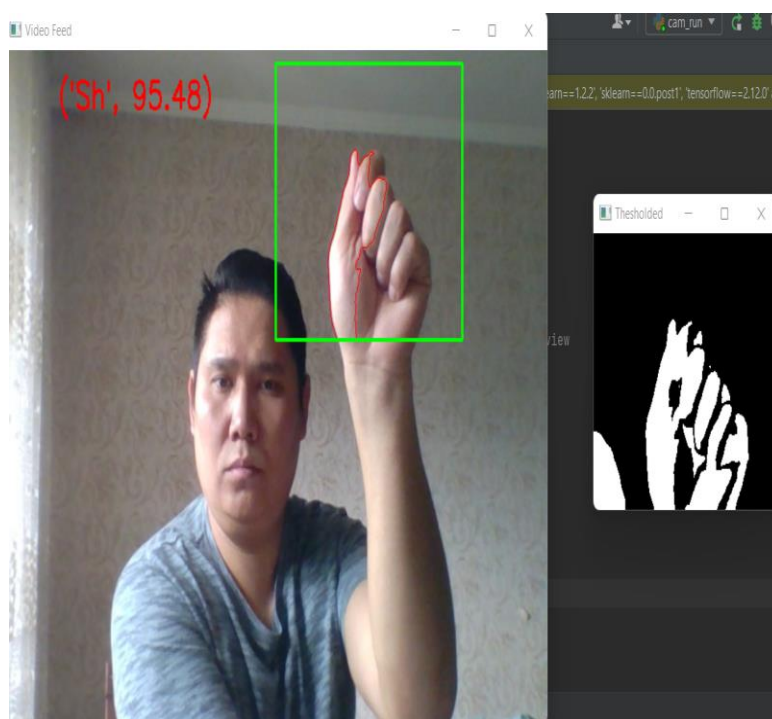 Video Feed
('Sh', 95.48)
cam_run
earn==1.2.2', 'sklearn==0.0.post1', 'tensorflow==2.12.0'
Thesholded
view